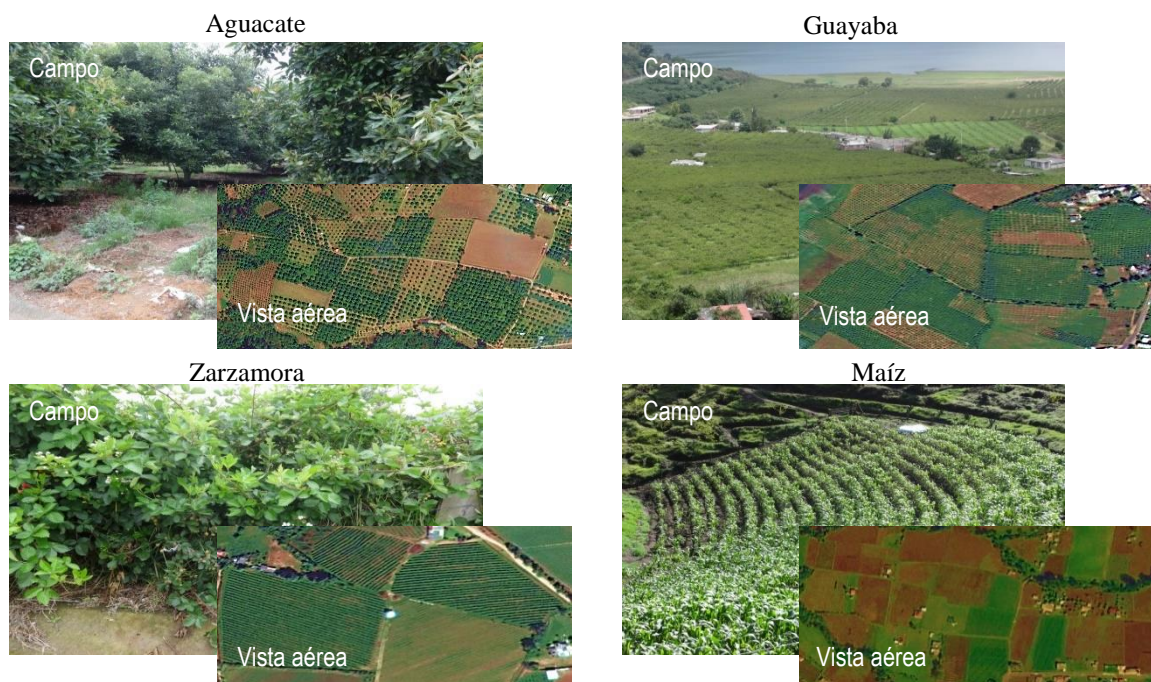 Aguacate
Campo
Vista aérea
Guayaba
Campo
Vista aérea
Zarzamora
Campo
Vista aérea
Maíz
Campo
Vista aérea